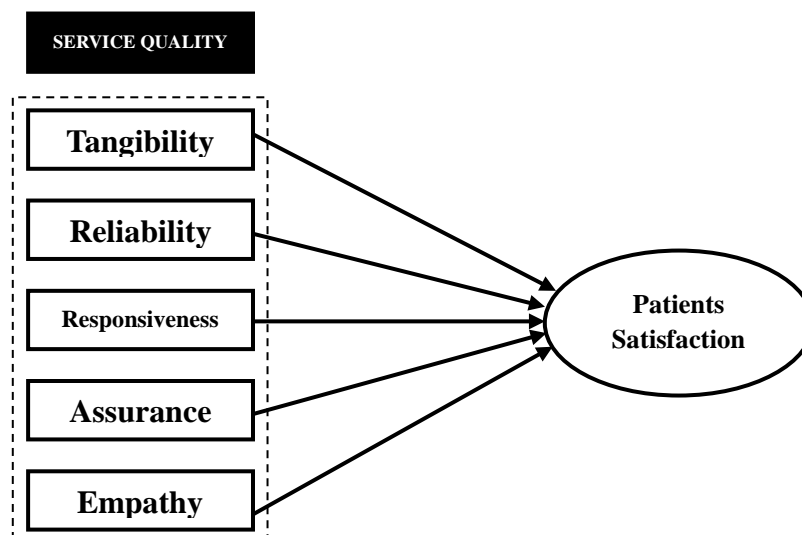 SERVICE QUALITY
Tangibility
Reliability
Responsiveness
Assurance
Empathy
Patients
Satisfaction